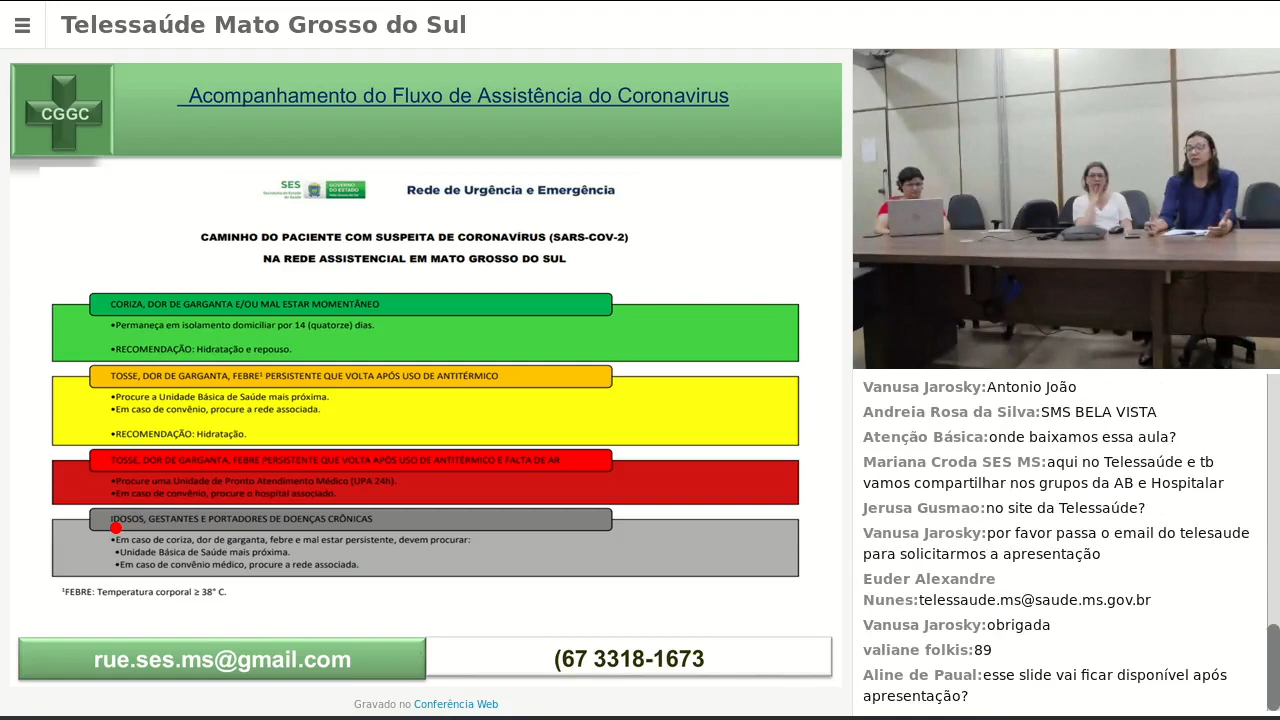 Telessaúde Mato Grosso do Sul
CGGC
Acompanhamento do Fluxo de Assistência do Coronavirus
SES
GOVERNO
DO ESTADO
Rede de Urgência e Emergência
CAMINHO DO PACIENTE COM SUSPEITA DE CORONAVÍRUS (SARS-COV-2)
NA REDE ASSISTENCIAL EM MATO GROSSO DO SUL
CORIZA, DOR DE GARGANTA E/OU MAL ESTAR MOMENTÂNEO
•Permaneça em isolamento domiciliar por 14 (quatorze) dias.
•RECOMENDAÇÃO: Hidratação e repouso.
TOSSE, DOR DE GARGANTA, FEBRE¹ PERSISTENTE QUE VOLTA APÓS USO DE ANTITÉRMICO
•Procure a Unidade Básica de Saúde mais próxima.
•Em caso de convênio, procure a rede associada.
•RECOMENDAÇÃO: Hidratação.
TOSSE, DOR DE GARGANTA, FEBRE PERSISTENTE QUE VOLTA APÓS USO DE ANTITÉRMICO E FALTA DE AR
•Procure uma Unidade de Pronto Atendimento Médico (UPA 24h).
•Em caso de convênio, procure o hospital associado.
IDOSOS, GESTANTES E PORTADORES DE DOENÇAS CRÔNICAS
•Em caso de coriza, dor de garganta, febre e mal estar persistente, devem procurar:
•Unidade Básica de Saúde mais próxima.
•Em caso de convênio médico, procure a rede associada.
¹FEBRE: Temperatura corporal ≥ 38° C.
rue.ses.ms@gmail.com
(67 3318-1673
Gravado no Conferência Web
Vanusa Jarosky:Antonio João
Andreia Rosa da Silva:SMS BELA VISTA
Atenção Básica:onde baixamos essa aula?
Mariana Croda SES MS:aqui no Telessaúde e tb
vamos compartilhar nos grupos da AB e Hospitalar
Jerusa Gusmao:no site da Telessaúde?
Vanusa Jarosky:por favor passa o email do telesaude
para solicitarmos a apresentação
Euder Alexandre
Nunes:telessaude.ms@saude.ms.gov.br
Vanusa Jarosky:obrigada
valiane folkis:89
Aline de Paual:esse slide vai ficar disponível após
apresentação?